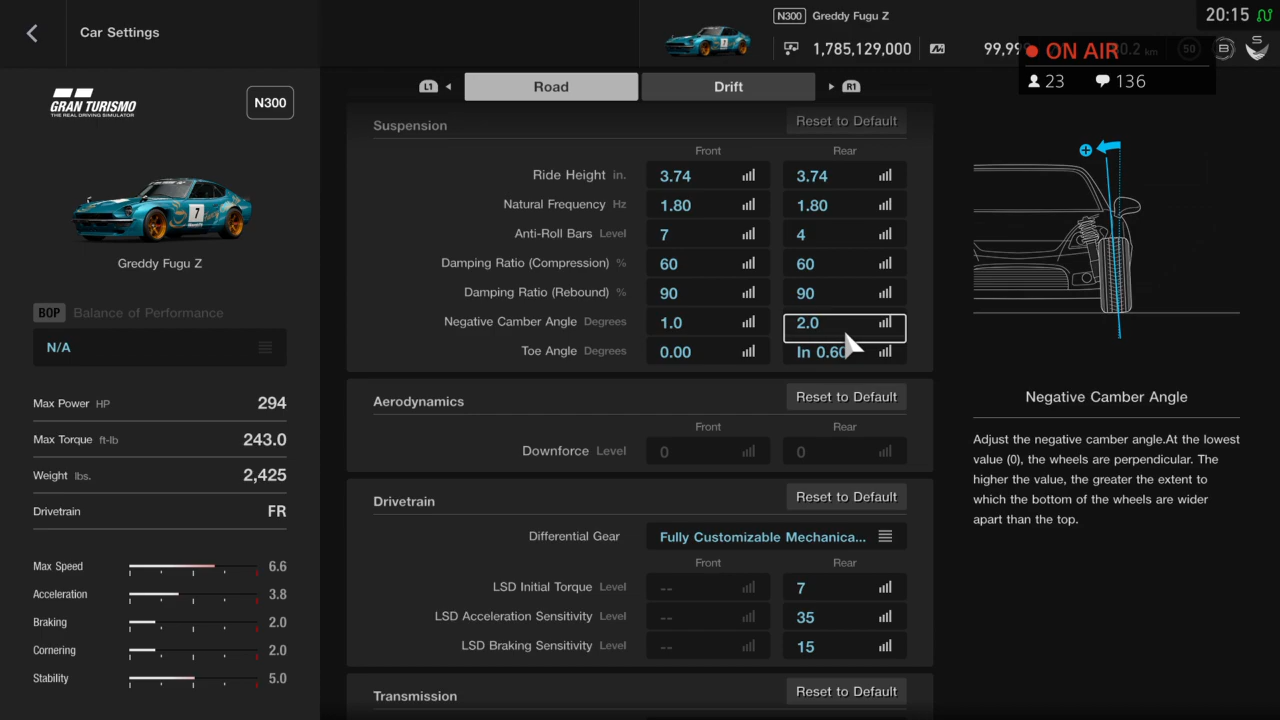 Car Settings
N300 Greddy Fugu Z
20:15
1,785,129,000
50
B
S
ON AIR
23 136
L1 Road Drift R1
GRAN TURISMO
THE REAL DRIVING SIMULATOR
N300
7
Greddy Fugu Z
BOP Balance of Performance
N/A
Max Power HP 294
Max Torque ft-lb 243.0
Weight lbs. 2,425
Drivetrain FR
Max Speed 6.6
Acceleration 3.8
Braking 2.0
Cornering 2.0
Stability 5.0
Suspension Reset to Default
Front Rear
Ride Height in. 3.74 3.74
Natural Frequency Hz 1.80 1.80
Anti-Roll Bars Level 7 4
Damping Ratio (Compression) % 60 60
Damping Ratio (Rebound) % 90 90
Negative Camber Angle Degrees 1.0 2.0
Toe Angle Degrees 0.00 In 0.60
Aerodynamics Reset to Default
Front Rear
Downforce Level 0 0
Drivetrain Reset to Default
Differential Gear Fully Customizable Mechanica...
Front Rear
LSD Initial Torque Level -- 7
LSD Acceleration Sensitivity Level -- 35
LSD Braking Sensitivity Level -- 15
Transmission Reset to Default
Negative Camber Angle
Adjust the negative camber angle.At the lowest
value (0), the wheels are perpendicular. The
higher the value, the greater the extent to
which the bottom of the wheels are wider
apart than the top.